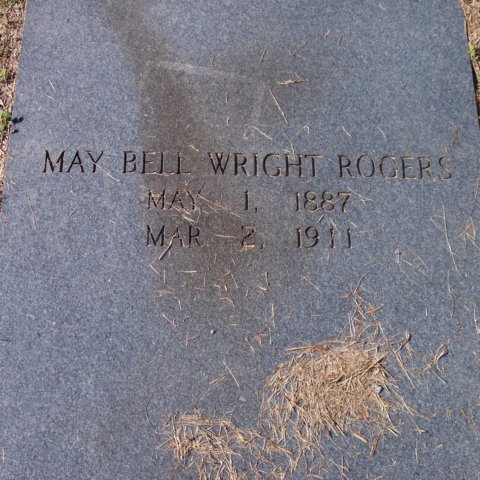 MAY BELL WRIGHT ROGERS
MAY 1, 1887
MAR 2, 1911